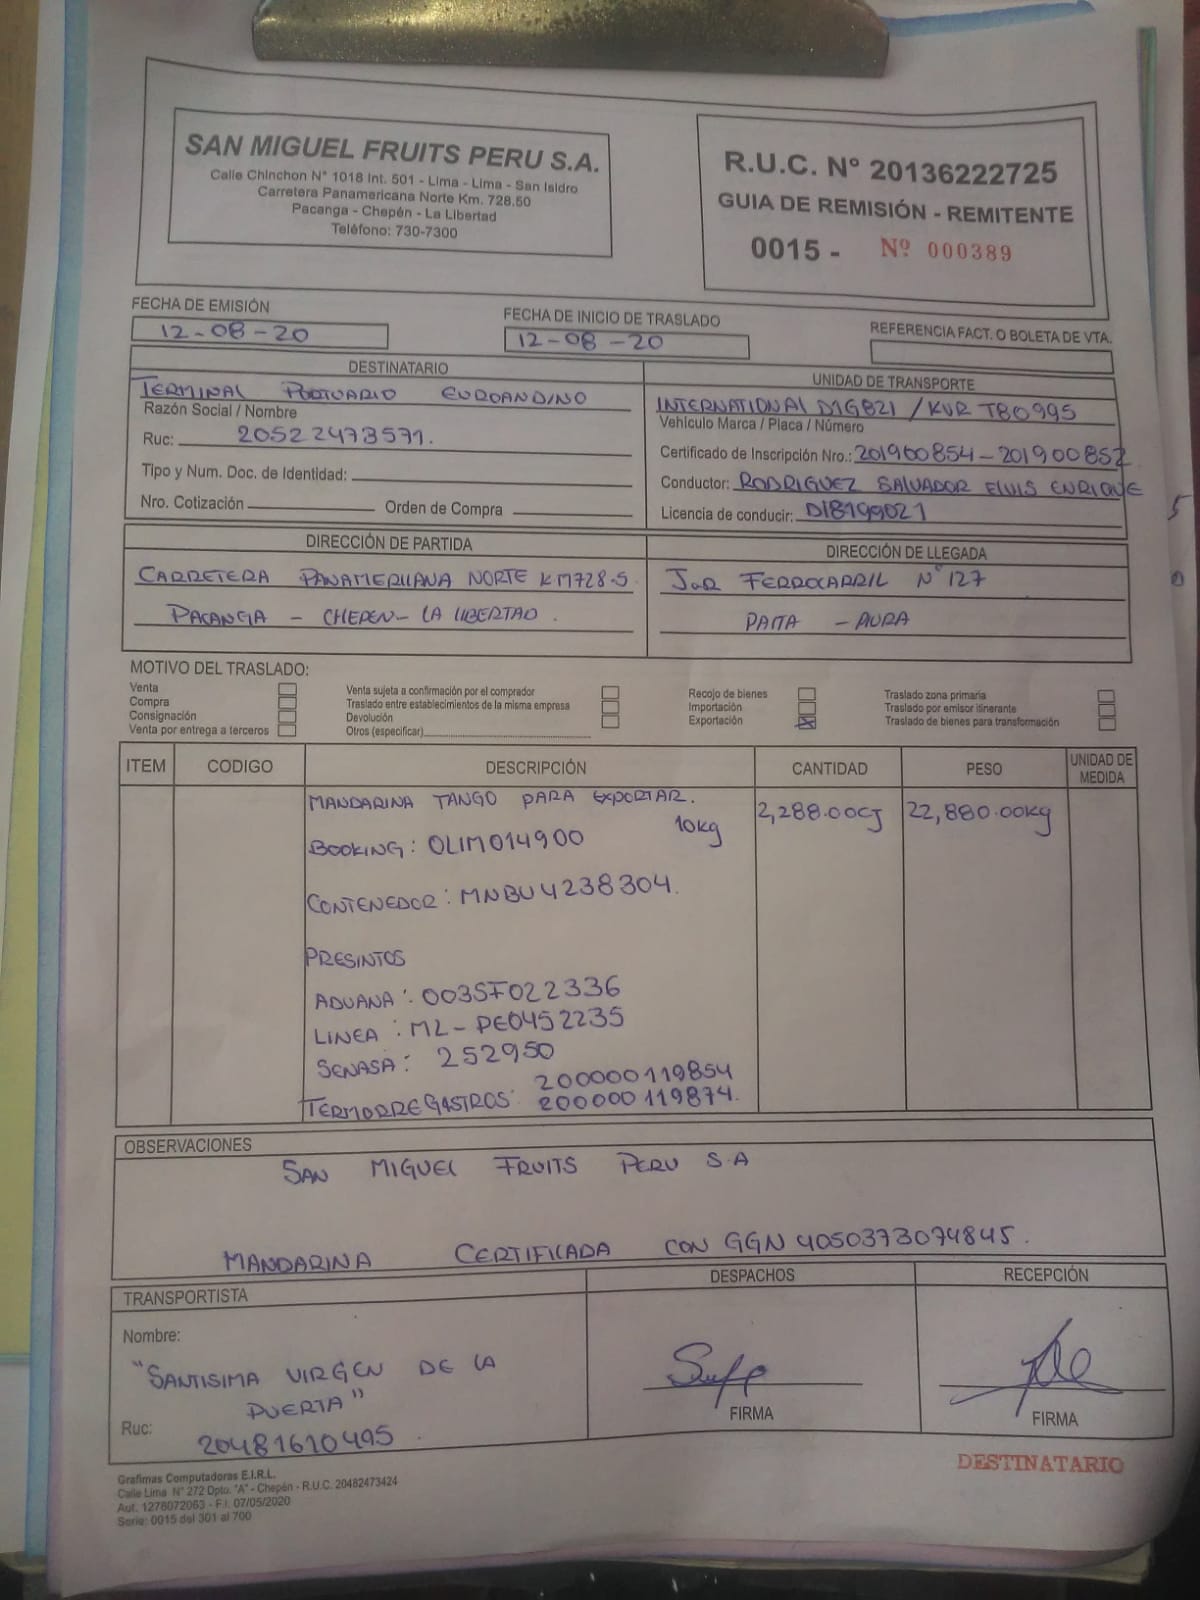 SAN MIGUEL FRUITS PERU S.A.
Calle Chinchon N° 1018 Int. 501 - Lima - Lima - San Isidro
Carretera Panamericana Norte Km. 728.50
Pacanga - Chepén - La Libertad
Teléfono: 730-7300
R.U.C. N° 20136222725
GUIA DE REMISIÓN - REMITENTE
0015 - Nº 000389
FECHA DE EMISIÓN
12-08-20
FECHA DE INICIO DE TRASLADO
12-08-20
REFERENCIA FACT. O BOLETA DE VTA.
DESTINATARIO
TERMINAL PORTUARIO EUROANDINO
Razón Social / Nombre
Ruc: 20522473571.
Tipo y Num. Doc. de Identidad:
Nro. Cotización Orden de Compra
UNIDAD DE TRANSPORTE
INTERNATIONAL D1G821 / KUR T80995
Vehículo Marca / Placa / Número
Certificado de Inscripción Nro.: 201900854-201900852
Conductor: RODRIGUEZ SALVADOR ELVIS ENRIQUE
Licencia de conducir: D18199021
DIRECCIÓN DE PARTIDA
CARRETERA PANAMERICANA NORTE KM728.5
PACANGA - CHEPEN - LA LIBERTAD.
DIRECCIÓN DE LLEGADA
Jar FERROCARRIL N° 127
PAITA - PIURA
MOTIVO DEL TRASLADO:
Venta
Compra
Consignación
Venta por entrega a terceros
Venta sujeta a confirmación por el comprador
Traslado entre establecimientos de la misma empresa
Devolución
Otros (especificar)
Recojo de bienes
Importación
Exportación X
Traslado zona primaria
Traslado por emisor itinerante
Traslado de bienes para transformación
ITEM CODIGO DESCRIPCIÓN CANTIDAD PESO UNIDAD DE MEDIDA
MANDARINA TANGO PARA EXPORTAR. 2,288.00CJ 22,880.00kg
10kg
BOOKING: OLIM014900
CONTENEDOR: MNBU4238304.
PRESINTOS
ADUANA: 0035F022336
LINEA: ML-PE0452235
SENASA: 252950
200000119854
TERMORREGASTROS: 200000119874.
OBSERVACIONES
SAN MIGUEL FRUITS PERU S.A
MANDARINA CERTIFICADA CON GGN 4050373074845.
TRANSPORTISTA
Nombre:
"SANTISIMA VIRGEN DE LA
PUERTA"
Ruc: 20481610495
DESPACHOS
FIRMA
RECEPCIÓN
FIRMA
DESTINATARIO
Grafimas Computadoras E.I.R.L.
Calle Lima N° 272 Dpto. "A" - Chepén - R.U.C. 20482473424
Aut. 1278072063 - F.I. 07/05/2020
Serie: 0015 del 301 al 700